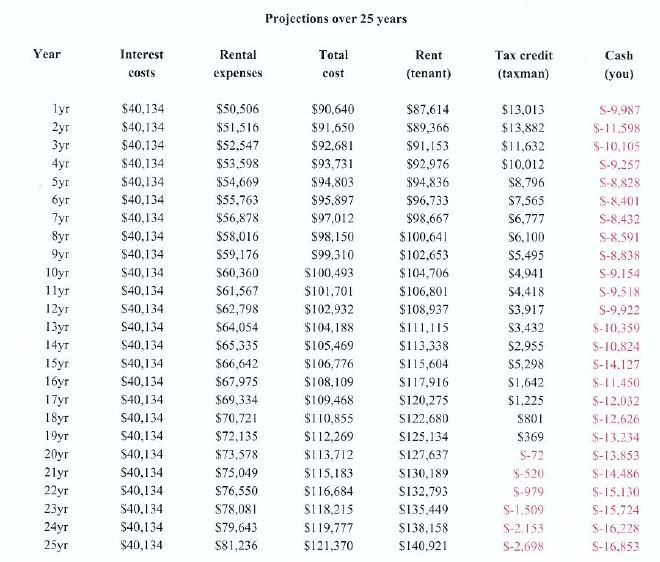 Projections over 25 years
Year Interest costs Rental expenses Total cost Rent (tenant) Tax credit (taxman) Cash (you)
1yr $40,134 $50,506 $90,640 $87,614 $13,013 $-9,987
2yr $40,134 $51,516 $91,650 $89,366 $13,882 $-11,598
3yr $40,134 $52,547 $92,681 $91,153 $11,632 $-10,105
4yr $40,134 $53,598 $93,731 $92,976 $10,012 $-9,257
5yr $40,134 $54,669 $94,803 $94,836 $8,796 $-8,828
6yr $40,134 $55,763 $95,897 $96,733 $7,565 $-8,401
7yr $40,134 $56,878 $97,012 $98,667 $6,777 $-8,432
8yr $40,134 $58,016 $98,150 $100,641 $6,100 $-8,591
9yr $40,134 $59,176 $99,310 $102,653 $5,495 $-8,838
10yr $40,134 $60,360 $100,493 $104,706 $4,941 $-9,154
11yr $40,134 $61,567 $101,701 $106,801 $4,418 $-9,518
12yr $40,134 $62,798 $102,932 $108,937 $3,917 $-9,922
13yr $40,134 $64,054 $104,188 $111,115 $3,432 $-10,359
14yr $40,134 $65,335 $105,469 $113,338 $2,955 $-10,824
15yr $40,134 $66,642 $106,776 $115,604 $5,298 $-14,127
16yr $40,134 $67,975 $108,109 $117,916 $1,642 $-11,450
17yr $40,134 $69,334 $109,468 $120,275 $1,225 $-12,032
18yr $40,134 $70,721 $110,855 $122,680 $801 $-12,626
19yr $40,134 $72,135 $112,269 $125,134 $369 $-13,234
20yr $40,134 $73,578 $113,712 $127,637 $-72 $-13,853
21yr $40,134 $75,049 $115,183 $130,189 $-520 $-14,486
22yr $40,134 $76,550 $116,684 $132,793 $-979 $-15,130
23yr $40,134 $78,081 $118,215 $135,449 $-1,509 $-15,724
24yr $40,134 $79,643 $119,777 $138,158 $-2,153 $-16,228
25yr $40,134 $81,236 $121,370 $140,921 $-2,698 $-16,853